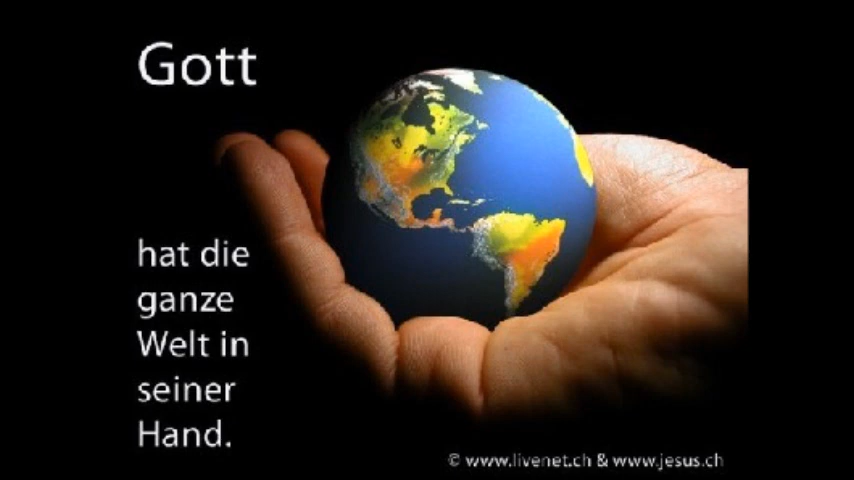 Gott
hat die
ganze
Welt in
seiner
Hand.
© www.livenet.ch & www.jesus.ch